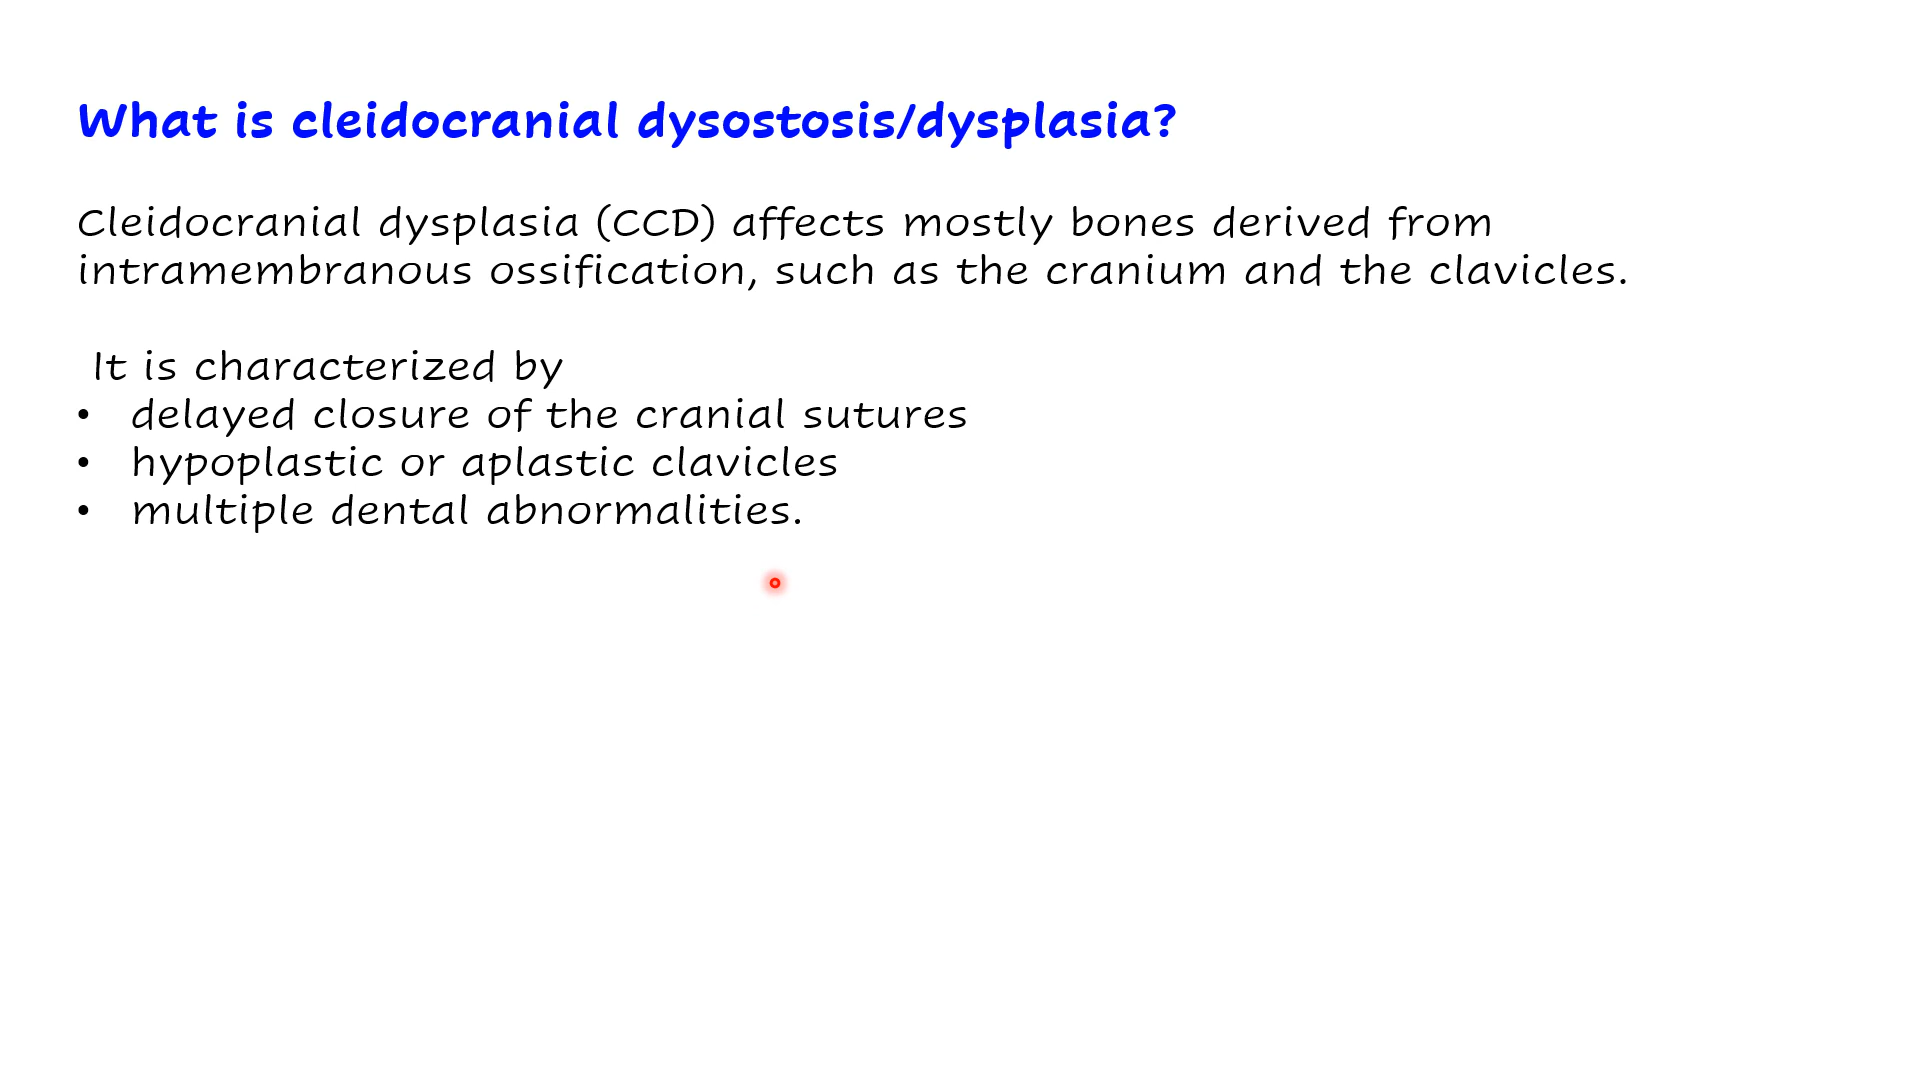 What is cleidocranial dysostosis/dysplasia?
Cleidocranial dysplasia (CCD) affects mostly bones derived from
intramembranous ossification, such as the cranium and the clavicles.
It is characterized by
• delayed closure of the cranial sutures
• hypoplastic or aplastic clavicles
• multiple dental abnormalities.